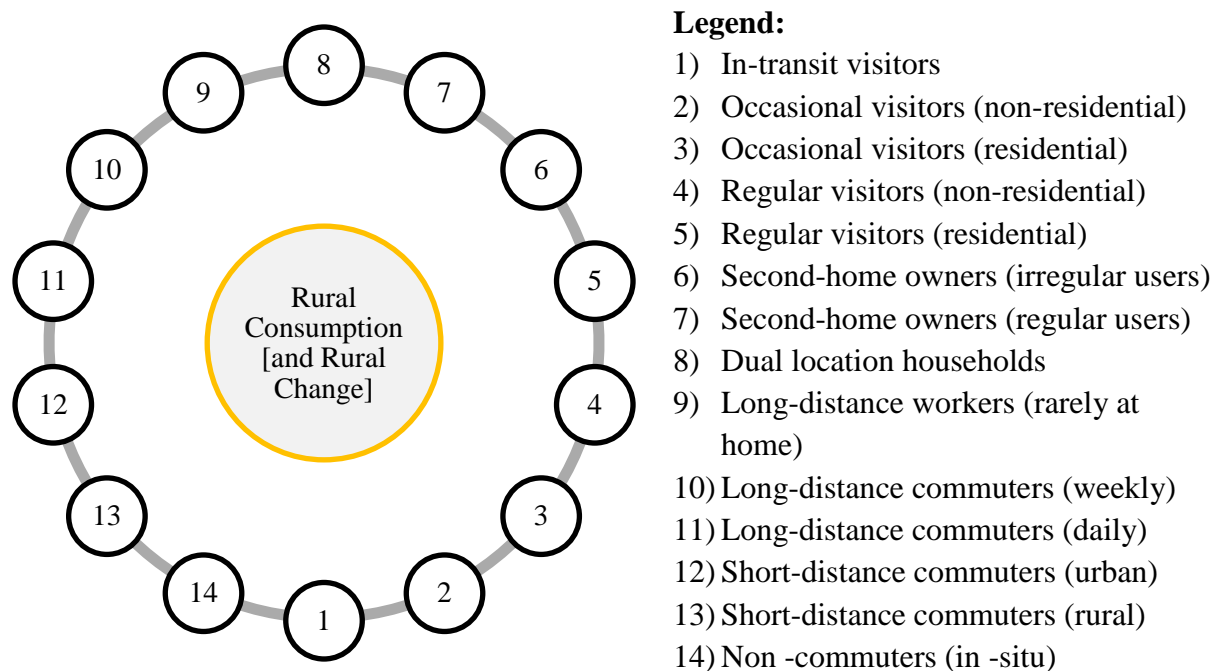 8
7
9
6
10
5
11
4
12
3
13
2
14
1
Rural
Consumption
[and Rural
Change]
Legend:
1) In-transit visitors
2) Occasional visitors (non-residential)
3) Occasional visitors (residential)
4) Regular visitors (non-residential)
5) Regular visitors (residential)
6) Second-home owners (irregular users)
7) Second-home owners (regular users)
8) Dual location households
9) Long-distance workers (rarely at
home)
10) Long-distance commuters (weekly)
11) Long-distance commuters (daily)
12) Short-distance commuters (urban)
13) Short-distance commuters (rural)
14) Non -commuters (in -situ)